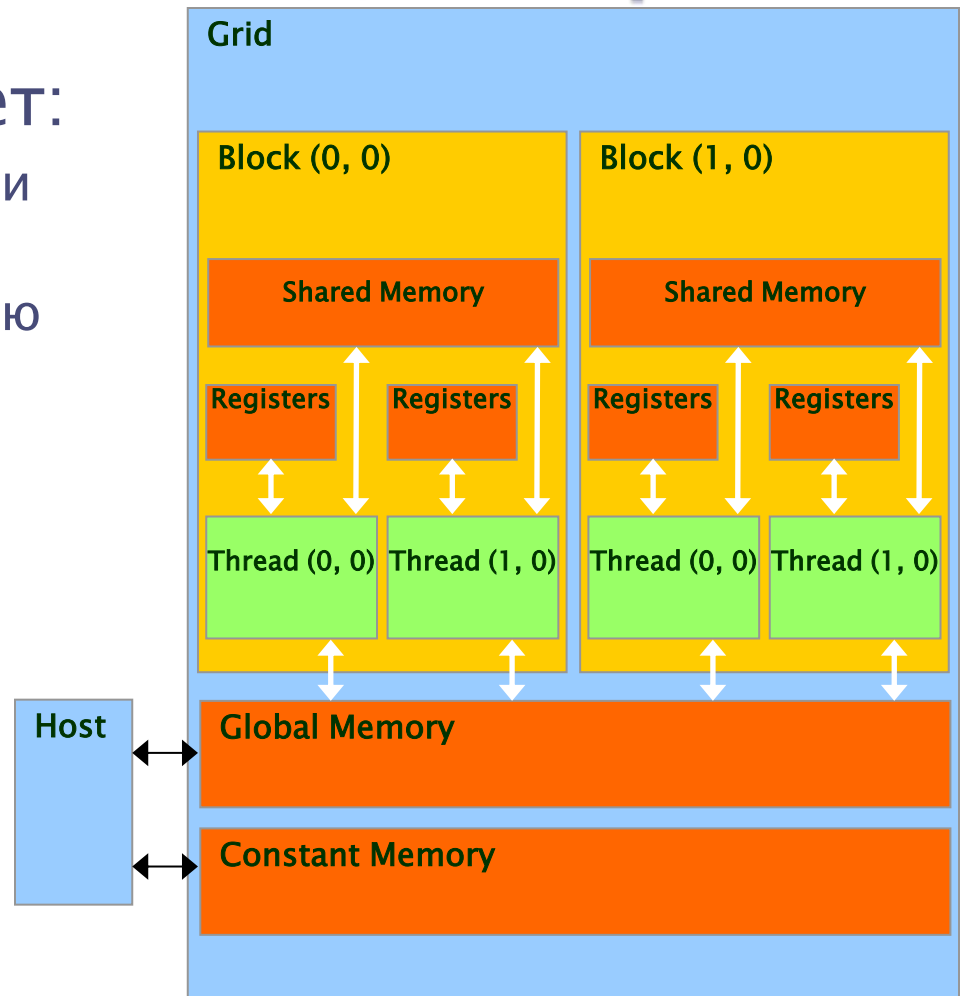 Grid
ет:
и
ю
Block (0, 0)
Block (1, 0)
Shared Memory
Shared Memory
Registers
Registers
Registers
Registers
Thread (0, 0)
Thread (1, 0)
Thread (0, 0)
Thread (1, 0)
Host
Global Memory
Constant Memory